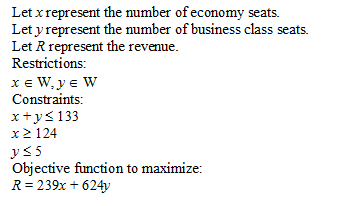 Let x represent the number of economy seats.
Let y represent the number of business class seats.
Let R represent the revenue.
Restrictions:
x ∈ W, y ∈ W
Constraints:
x + y ≤ 133
x ≥ 124
y ≤ 5
Objective function to maximize:
R = 239x + 624y